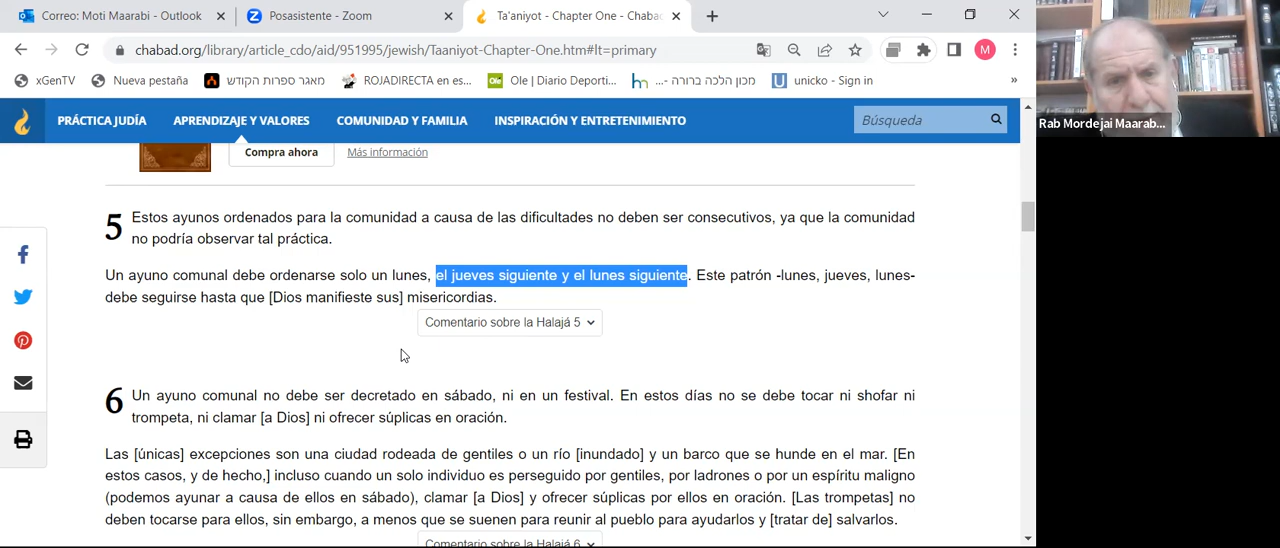 Correo: Moti Maarabi - Outlook
Posasistente - Zoom
Ta'aniyot - Chapter One - Chabad
chabad.org/library/article_cdo/aid/951995/jewish/Taaniyot-Chapter-One.htm#lt=primary
M
xGenTV
Nueva pestaña
מאגר ספרות הקודש
ROJADIRECTA en es...
Ole | Diario Deporti...
מכון הלכה ברורה -...
unicko - Sign in
»
Rab Mordejai Maarab...
PRÁCTICA JUDÍA
APRENDIZAJE Y VALORES
COMUNIDAD Y FAMILIA
INSPIRACIÓN Y ENTRETENIMIENTO
Búsqueda
Compra ahora
Más información
5 Estos ayunos ordenados para la comunidad a causa de las dificultades no deben ser consecutivos, ya que la comunidad
no podría observar tal práctica.
Un ayuno comunal debe ordenarse solo un lunes, el jueves siguiente y el lunes siguiente. Este patrón -lunes, jueves, lunes-
debe seguirse hasta que [Dios manifieste sus] misericordias.
Comentario sobre la Halajá 5
6 Un ayuno comunal no debe ser decretado en sábado, ni en un festival. En estos días no se debe tocar ni shofar ni
trompeta, ni clamar [a Dios] ni ofrecer súplicas en oración.
Las [únicas] excepciones son una ciudad rodeada de gentiles o un río [inundado] y un barco que se hunde en el mar. [En
estos casos, y de hecho,] incluso cuando un solo individuo es perseguido por gentiles, por ladrones o por un espíritu maligno
(podemos ayunar a causa de ellos en sábado), clamar [a Dios] y ofrecer súplicas por ellos en oración. [Las trompetas] no
deben tocarse para ellos, sin embargo, a menos que se suenen para reunir al pueblo para ayudarlos y [tratar de] salvarlos.
Comentario sobre la Halajá 6